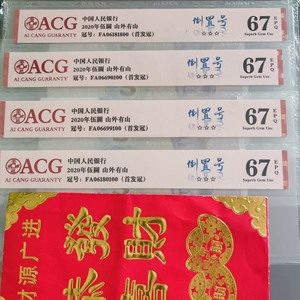 ACG
AI CANG GUARANTY
中国人民银行
2020年伍圆 山外有山
冠号: FA06181800 (首发冠)
倒置号
☆☆☆
67 EPQ
Superb Gem Unc
ACG
AI CANG GUARANTY
中国人民银行
2020年伍圆 山外有山
冠号: FA06698100 (首发冠)
倒置号
☆☆☆
67 EPQ
Superb Gem Unc
ACG
AI CANG GUARANTY
中国人民银行
2020年伍圆 山外有山
冠号: FA06699100 (首发冠)
倒置号
☆☆☆
67 EPQ
Superb Gem Unc
ACG
AI CANG GUARANTY
中国人民银行
2020年伍圆 山外有山
冠号: FA06180100 (首发冠)
倒置号
☆☆☆
67 EPQ
Superb Gem Unc
财源广进
發财